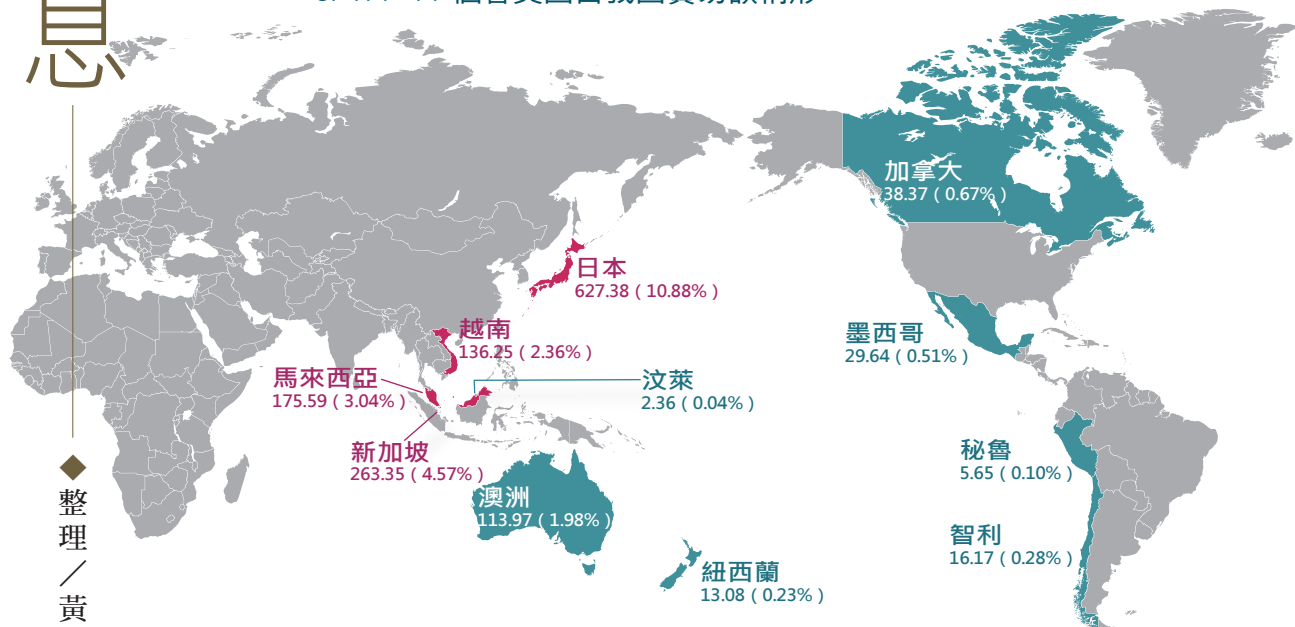 息
加拿大
38.37 ( 0.67% )
日本
627.38 ( 10.88% )
越南
136.25 ( 2.36% )
墨西哥
29.64 ( 0.51% )
馬來西亞
175.59 ( 3.04% )
汶萊
2.36 ( 0.04% )
新加坡
263.35 ( 4.57% )
秘魯
5.65 ( 0.10% )
澳洲
113.97 ( 1.98% )
智利
16.17 ( 0.28% )
紐西蘭
13.08 ( 0.23% )
◆整理／黃